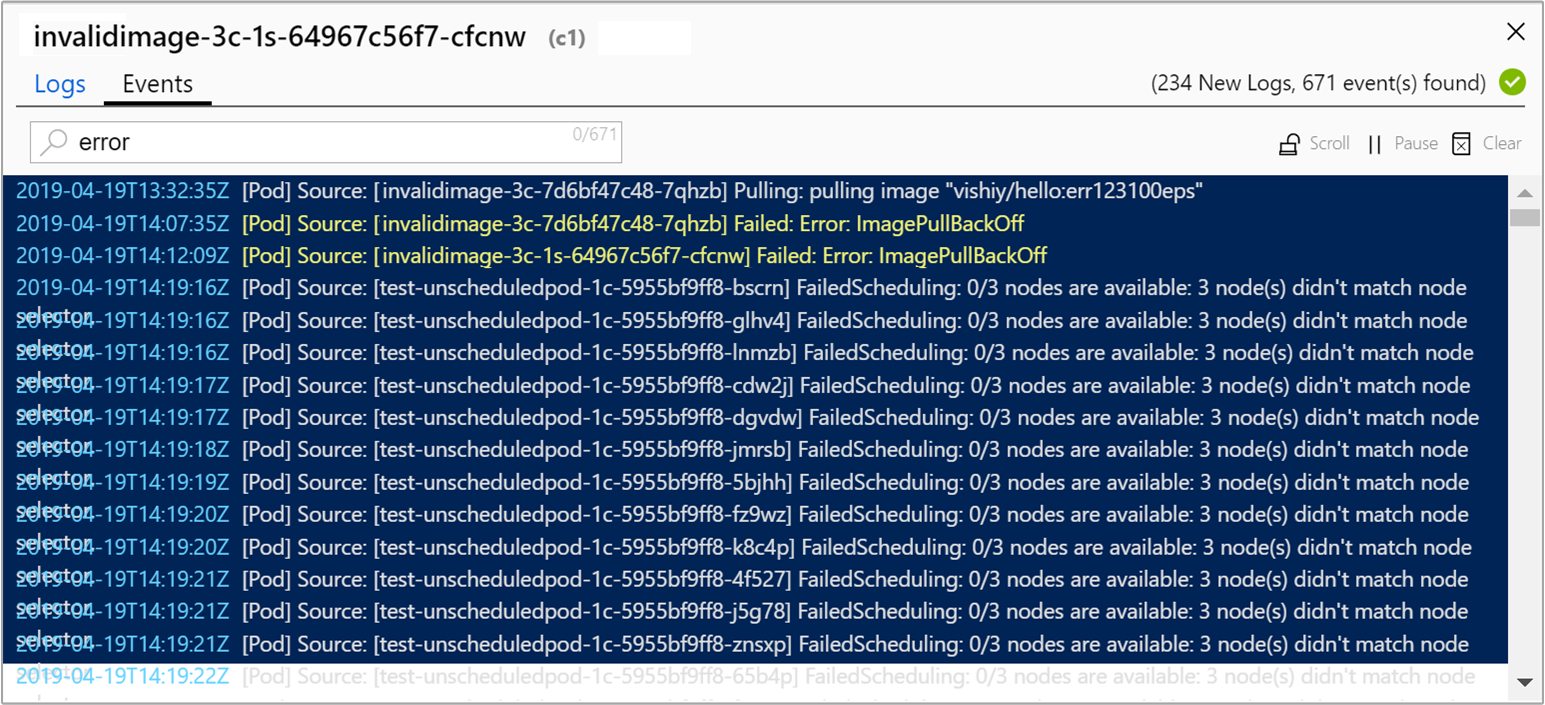 invalidimage-3c-1s-64967c56f7-cfcnw (c1)
Logs Events (234 New Logs, 671 event(s) found)
error 0/671 Scroll Pause Clear
2019-04-19T13:32:35Z [Pod] Source: [invalidimage-3c-7d6bf47c48-7qhzb] Pulling: pulling image "vishiy/hello:err123100eps"
2019-04-19T14:07:35Z [Pod] Source: [invalidimage-3c-7d6bf47c48-7qhzb] Failed: Error: ImagePullBackOff
2019-04-19T14:12:09Z [Pod] Source: [invalidimage-3c-1s-64967c56f7-cfcnw] Failed: Error: ImagePullBackOff
2019-04-19T14:19:16Z [Pod] Source: [test-unscheduledpod-1c-5955bf9ff8-bscrn] FailedScheduling: 0/3 nodes are available: 3 node(s) didn't match node
selector
2019-04-19T14:19:16Z [Pod] Source: [test-unscheduledpod-1c-5955bf9ff8-glhv4] FailedScheduling: 0/3 nodes are available: 3 node(s) didn't match node
selector
2019-04-19T14:19:16Z [Pod] Source: [test-unscheduledpod-1c-5955bf9ff8-lnmzb] FailedScheduling: 0/3 nodes are available: 3 node(s) didn't match node
selector
2019-04-19T14:19:17Z [Pod] Source: [test-unscheduledpod-1c-5955bf9ff8-cdw2j] FailedScheduling: 0/3 nodes are available: 3 node(s) didn't match node
selector
2019-04-19T14:19:17Z [Pod] Source: [test-unscheduledpod-1c-5955bf9ff8-dgvdw] FailedScheduling: 0/3 nodes are available: 3 node(s) didn't match node
selector
2019-04-19T14:19:18Z [Pod] Source: [test-unscheduledpod-1c-5955bf9ff8-jmrsb] FailedScheduling: 0/3 nodes are available: 3 node(s) didn't match node
selector
2019-04-19T14:19:19Z [Pod] Source: [test-unscheduledpod-1c-5955bf9ff8-5bjhh] FailedScheduling: 0/3 nodes are available: 3 node(s) didn't match node
selector
2019-04-19T14:19:20Z [Pod] Source: [test-unscheduledpod-1c-5955bf9ff8-fz9wz] FailedScheduling: 0/3 nodes are available: 3 node(s) didn't match node
selector
2019-04-19T14:19:20Z [Pod] Source: [test-unscheduledpod-1c-5955bf9ff8-k8c4p] FailedScheduling: 0/3 nodes are available: 3 node(s) didn't match node
selector
2019-04-19T14:19:21Z [Pod] Source: [test-unscheduledpod-1c-5955bf9ff8-4f527] FailedScheduling: 0/3 nodes are available: 3 node(s) didn't match node
selector
2019-04-19T14:19:21Z [Pod] Source: [test-unscheduledpod-1c-5955bf9ff8-j5g78] FailedScheduling: 0/3 nodes are available: 3 node(s) didn't match node
selector
2019-04-19T14:19:21Z [Pod] Source: [test-unscheduledpod-1c-5955bf9ff8-znsxp] FailedScheduling: 0/3 nodes are available: 3 node(s) didn't match node
2019-04-19T14:19:22Z [Pod] Source: [test-unscheduledpod-1c-5955bf9ff8-65b4p] FailedScheduling: 0/3 nodes are available: 3 node(s) didn't match node